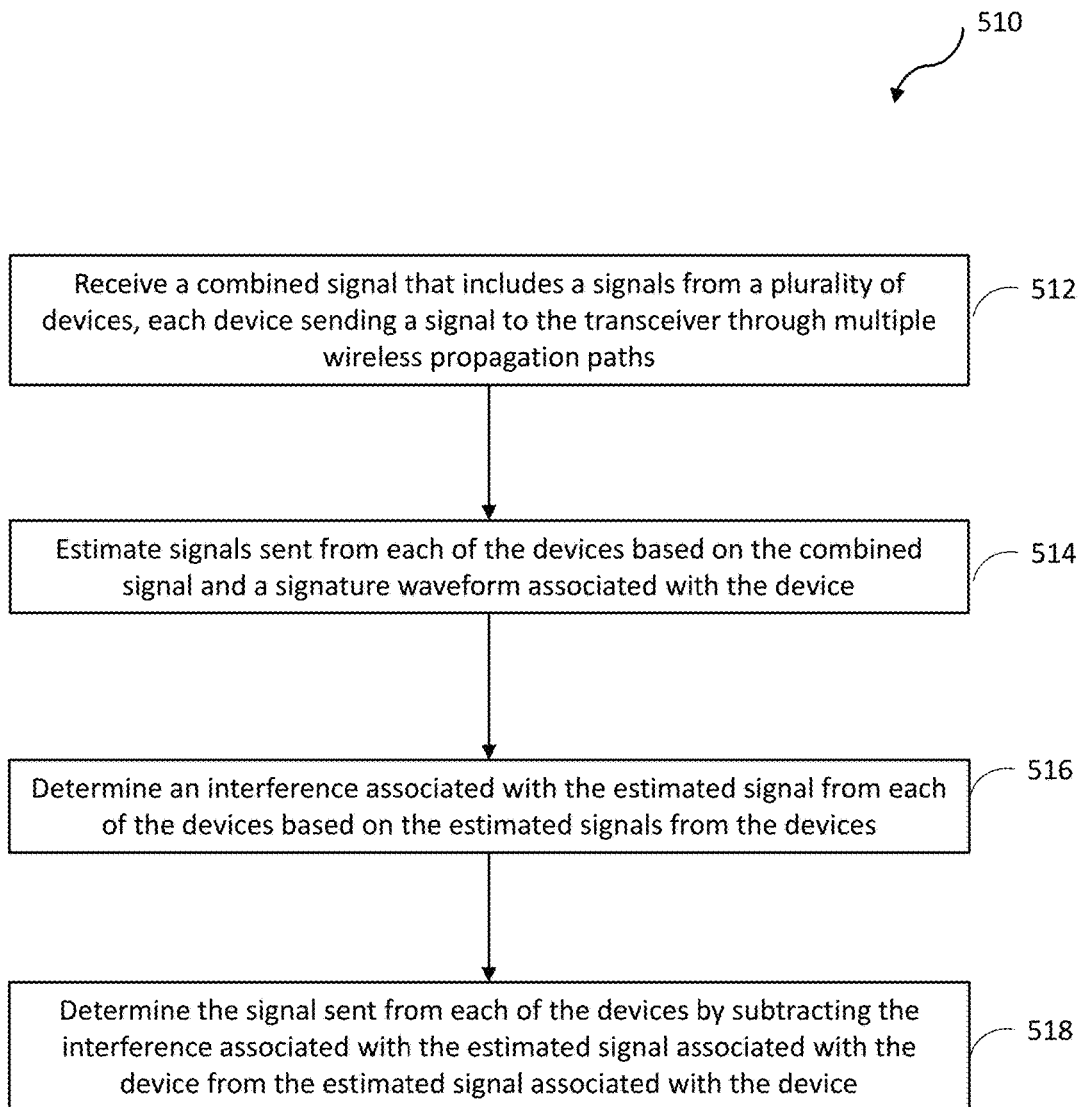 510
Receive a combined signal that includes a signals from a plurality of
devices, each device sending a signal to the transceiver through multiple
wireless propagation paths
512
Estimate signals sent from each of the devices based on the combined
signal and a signature waveform associated with the device
514
Determine an interference associated with the estimated signal from each
of the devices based on the estimated signals from the devices
516
Determine the signal sent from each of the devices by subtracting the
interference associated with the estimated signal associated with the
device from the estimated signal associated with the device
518